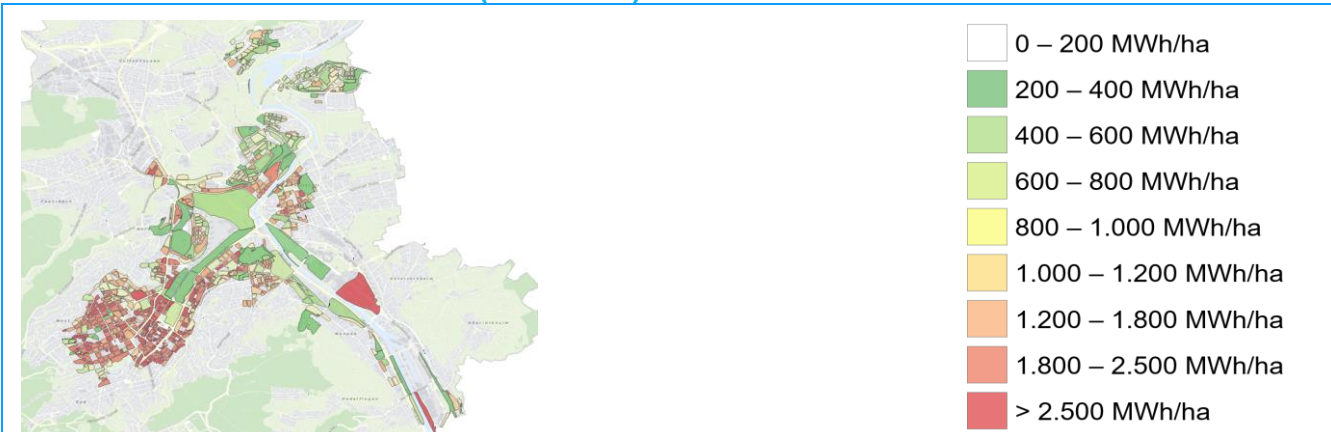 0 – 200 MWh/ha
200 – 400 MWh/ha
400 – 600 MWh/ha
600 – 800 MWh/ha
800 – 1.000 MWh/ha
1.000 – 1.200 MWh/ha
1.200 – 1.800 MWh/ha
1.800 – 2.500 MWh/ha
> 2.500 MWh/ha